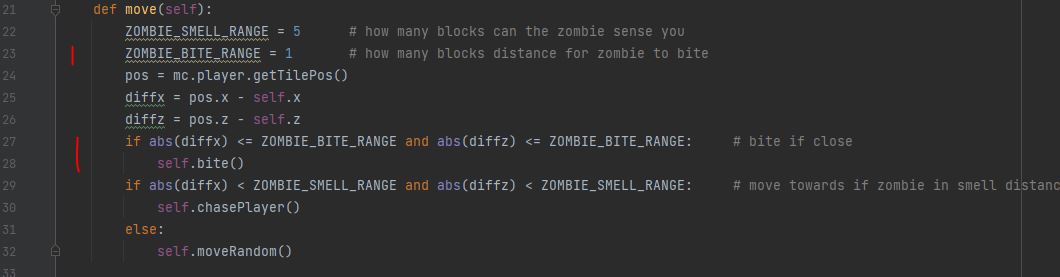 21 def move(self):
22 ZOMBIE_SMELL_RANGE = 5 # how many blocks can the zombie sense you
23 ZOMBIE_BITE_RANGE = 1 # how many blocks distance for zombie to bite
24 pos = mc.player.getTilePos()
25 diffx = pos.x - self.x
26 diffz = pos.z - self.z
27 if abs(diffx) <= ZOMBIE_BITE_RANGE and abs(diffz) <= ZOMBIE_BITE_RANGE: # bite if close
28 self.bite()
29 if abs(diffx) < ZOMBIE_SMELL_RANGE and abs(diffz) < ZOMBIE_SMELL_RANGE: # move towards if zombie in smell distanc
30 self.chasePlayer()
31 else:
32 self.moveRandom()
33